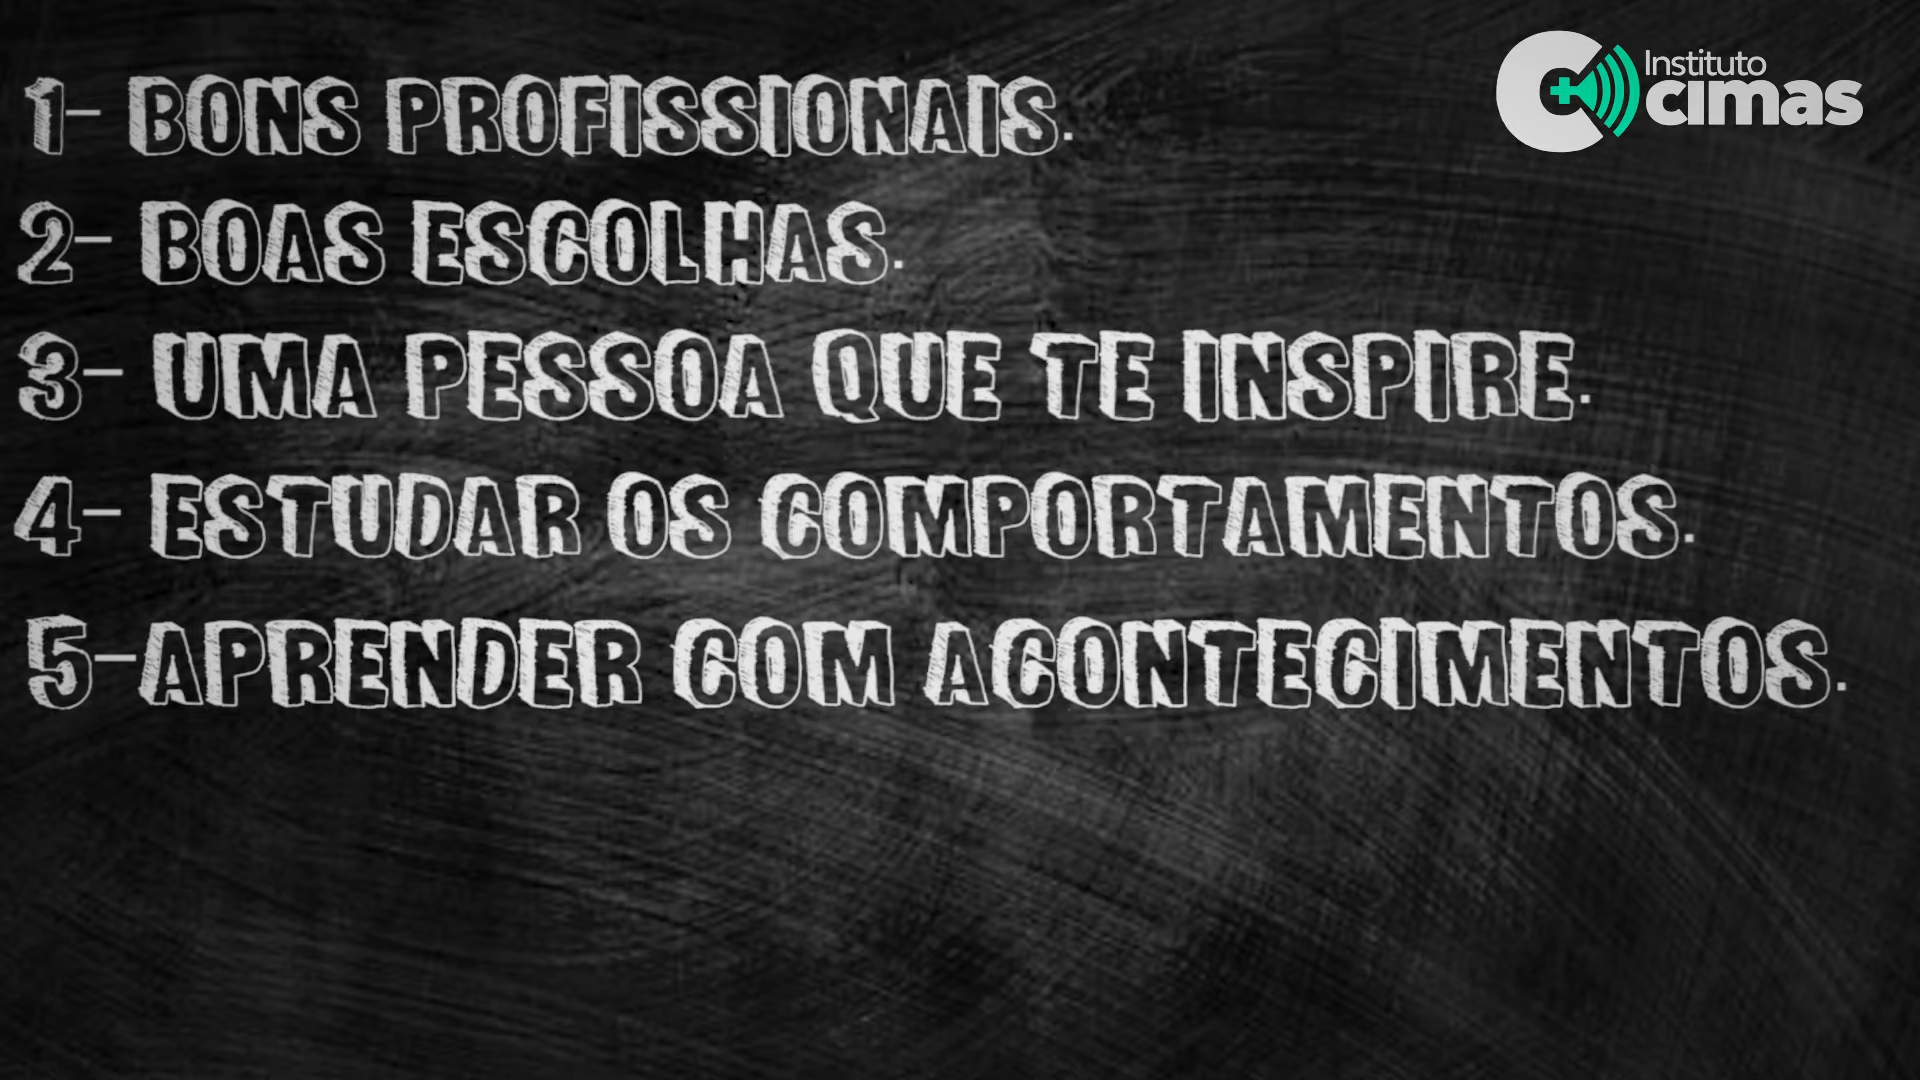 Instituto
cimas
1- BONS PROFISSIONAIS.
2- BOAS ESCOLHAS.
3- UMA PESSOA QUE TE INSPIRE.
4- ESTUDAR OS COMPORTAMENTOS.
5-APRENDER COM ACONTECIMENTOS.